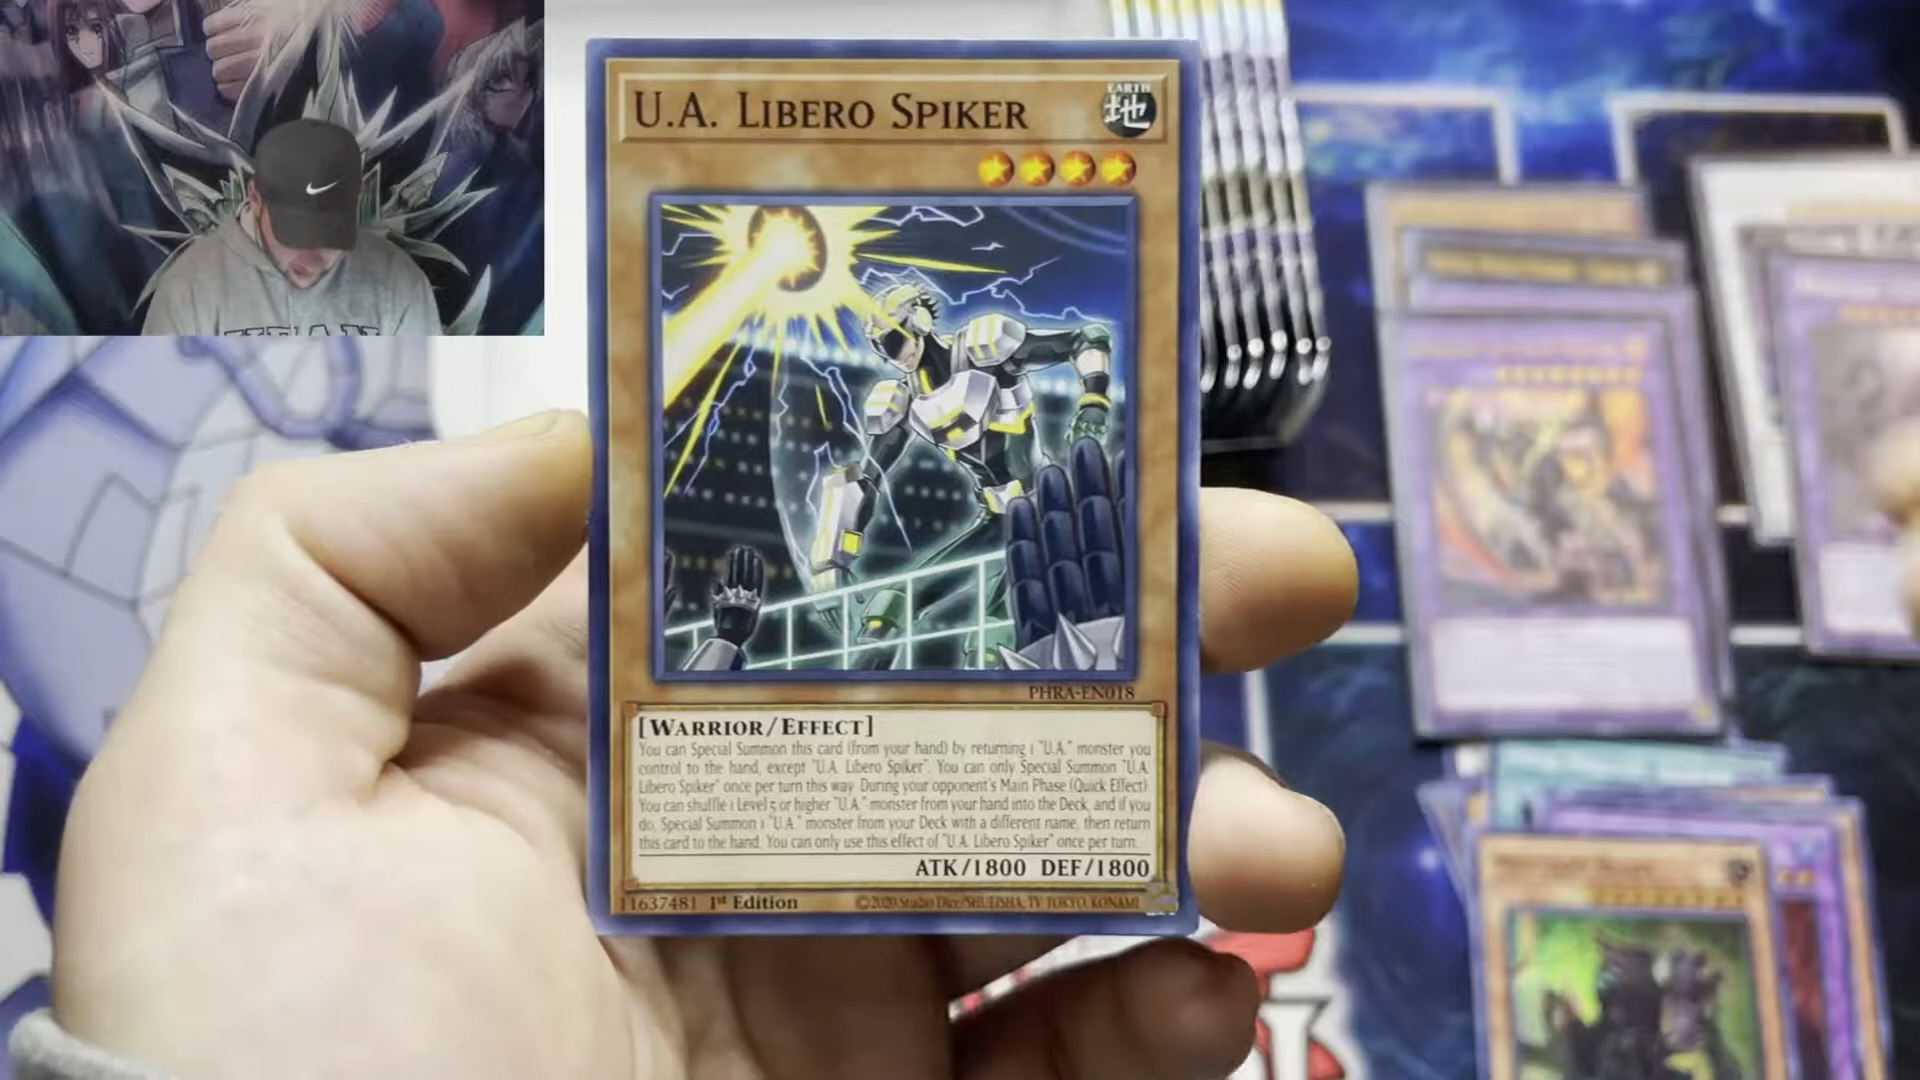 U.A. LIBERO SPIKER
EARTH
地
PHRA-EN018
[WARRIOR/EFFECT]
You can Special Summon this card (from your hand) by returning 1 "U.A." monster you
control to the hand, except "U.A. Libero Spiker". You can only Special Summon "U.A.
Libero Spiker" once per turn this way. During your opponent's Main Phase (Quick Effect):
You can shuffle 1 Level 5 or higher "U.A." monster from your hand into the Deck, and if you
do, Special Summon 1 "U.A." monster from your Deck with a different name, then return
this card to the hand. You can only use this effect of "U.A. Libero Spiker" once per turn.
ATK/1800 DEF/1800
11637481 1st Edition
©2020 Studio Dice/SHUEISHA, TV TOKYO, KONAMI